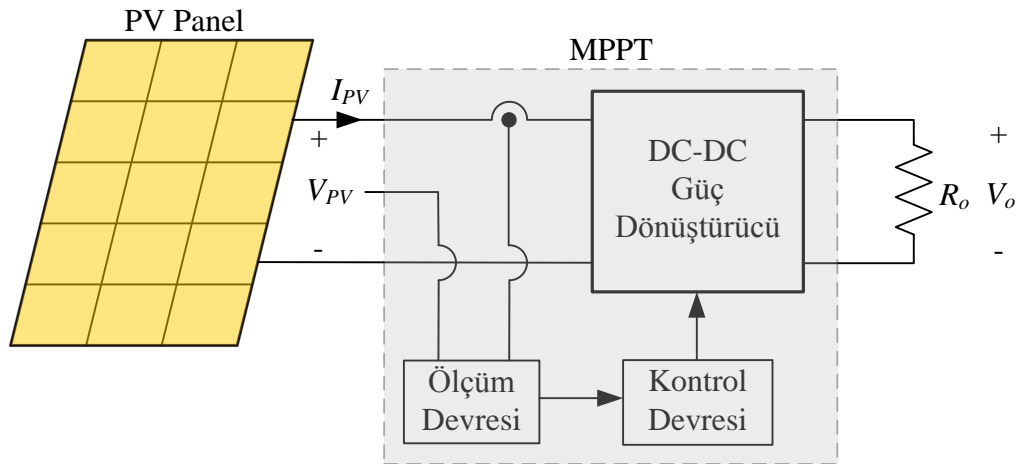 PV Panel
MPPT
I_PV
+
V_PV
-
DC-DC
Güç
Dönüştürücü
R_o
+
V_o
-
Ölçüm
Devresi
Kontrol
Devresi